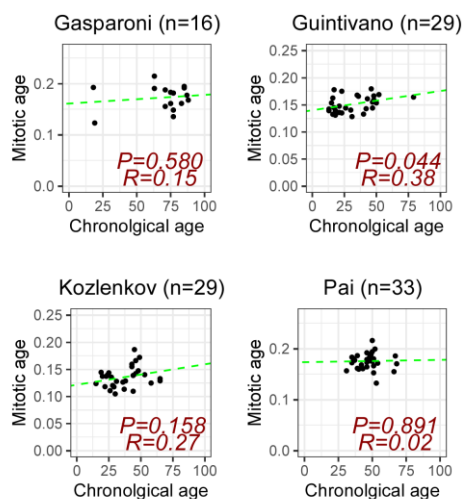 Gasparoni (n=16)
Mitotic age
0.2
0.1
0.0
P=0.580
R=0.15
0 25 50 75 100
Chronolgical age
Guintivano (n=29)
Mitotic age
0.25
0.20
0.15
0.10
0.05
0.00
P=0.044
R=0.38
0 25 50 75 100
Chronolgical age
Kozlenkov (n=29)
Mitotic age
0.25
0.20
0.15
0.10
0.05
0.00
P=0.158
R=0.27
0 25 50 75 100
Chronolgical age
Pai (n=33)
Mitotic age
0.2
0.1
0.0
P=0.891
R=0.02
0 25 50 75 100
Chronolgical age